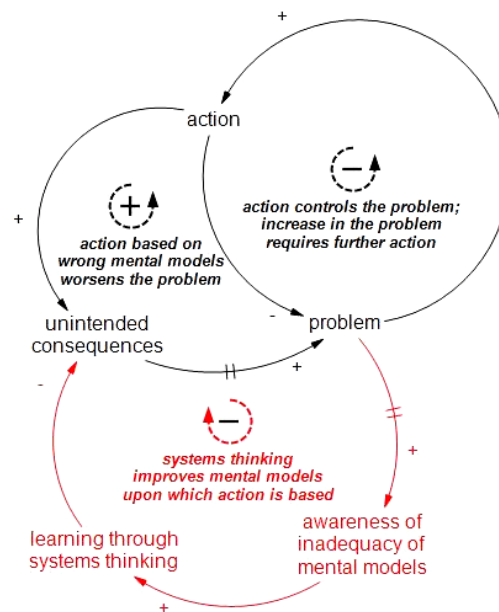 +
action
+
+
−
action controls the problem;
increase in the problem
requires further action
action based on
wrong mental models
worsens the problem
-
problem
unintended
consequences
+
-
−
+
systems thinking
improves mental models
upon which action is based
awareness of
inadequacy of
mental models
learning through
systems thinking
+